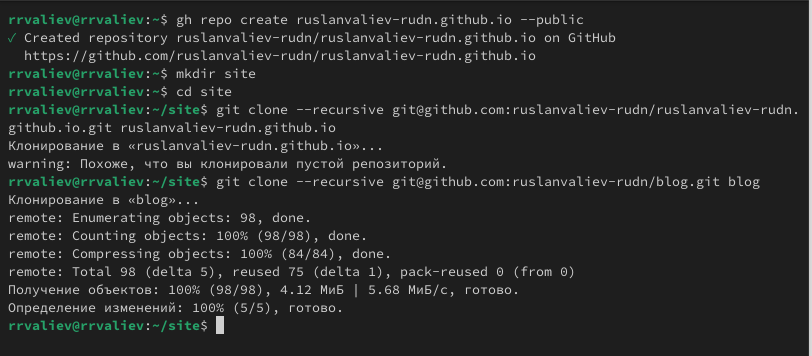 rrvaliev@rrvaliev:~$ gh repo create ruslanvaliev-rudn.github.io --public
✓ Created repository ruslanvaliev-rudn/ruslanvaliev-rudn.github.io on GitHub
  https://github.com/ruslanvaliev-rudn/ruslanvaliev-rudn.github.io
rrvaliev@rrvaliev:~$ mkdir site
rrvaliev@rrvaliev:~$ cd site
rrvaliev@rrvaliev:~/site$ git clone --recursive git@github.com:ruslanvaliev-rudn/ruslanvaliev-rudn.
github.io.git ruslanvaliev-rudn.github.io
Клонирование в «ruslanvaliev-rudn.github.io»...
warning: Похоже, что вы клонировали пустой репозиторий.
rrvaliev@rrvaliev:~/site$ git clone --recursive git@github.com:ruslanvaliev-rudn/blog.git blog
Клонирование в «blog»...
remote: Enumerating objects: 98, done.
remote: Counting objects: 100% (98/98), done.
remote: Compressing objects: 100% (84/84), done.
remote: Total 98 (delta 5), reused 75 (delta 1), pack-reused 0 (from 0)
Получение объектов: 100% (98/98), 4.12 МиБ | 5.68 МиБ/с, готово.
Определение изменений: 100% (5/5), готово.
rrvaliev@rrvaliev:~/site$